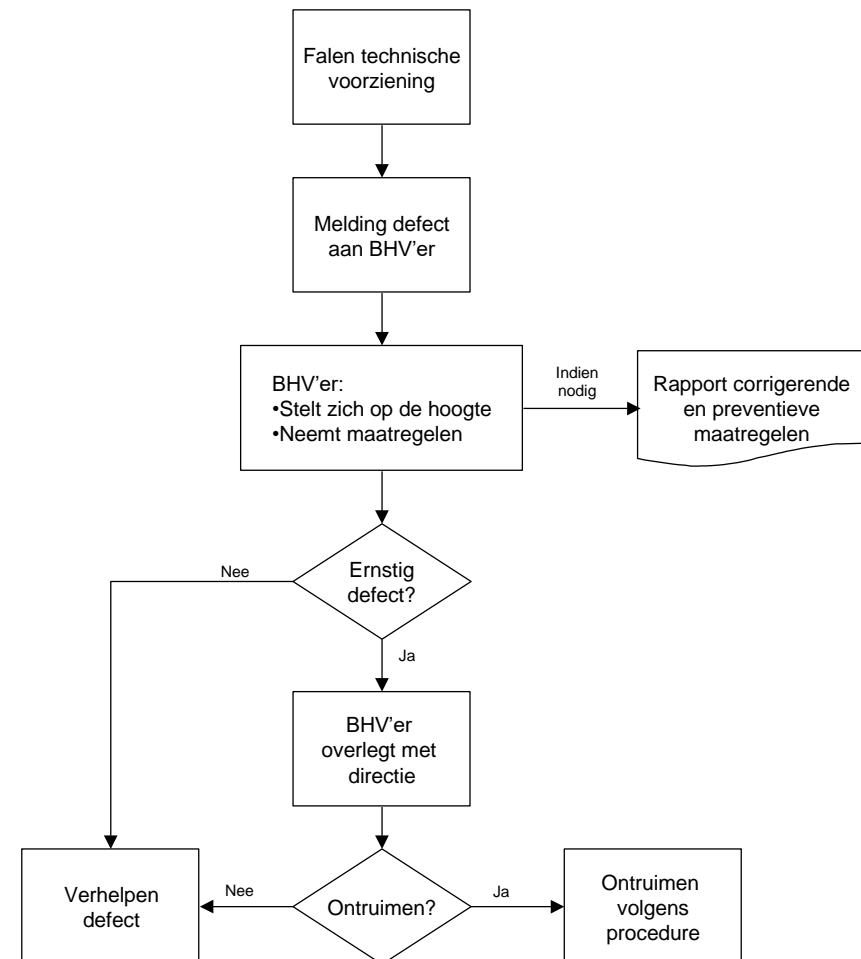 Falen technische
voorziening
Melding defect
aan BHV’er
BHV’er:
•Stelt zich op de hoogte
•Neemt maatregelen
Indien
nodig
Rapport corrigerende
en preventieve
maatregelen
Ernstig
defect?
Nee
Ja
BHV’er
overlegt met
directie
Verhelpen
defect
Nee
Ontruimen?
Ja
Ontruimen
volgens
procedure